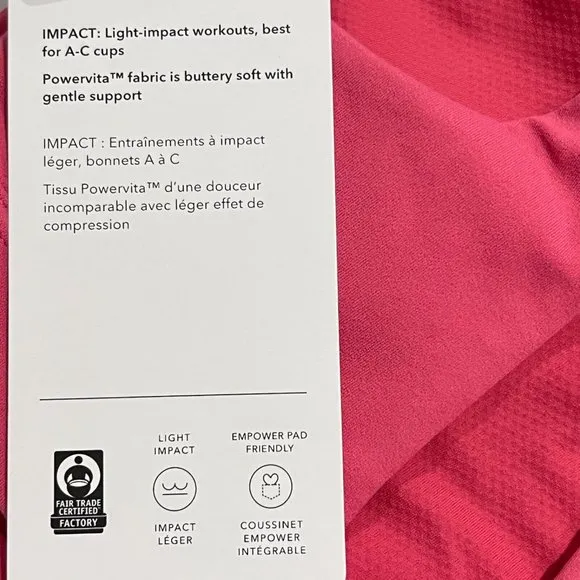 IMPACT: Light-impact workouts, best
for A-C cups
Powervita™ fabric is buttery soft with
gentle support
IMPACT : Entraînements à impact
léger, bonnets A à C
Tissu Powervita™ d'une douceur
incomparable avec léger effet de
compression
FAIR TRADE
CERTIFIED™
FACTORY
LIGHT
IMPACT
IMPACT
LÉGER
EMPOWER PAD
FRIENDLY
COUSSINET
EMPOWER
INTÉGRABLE